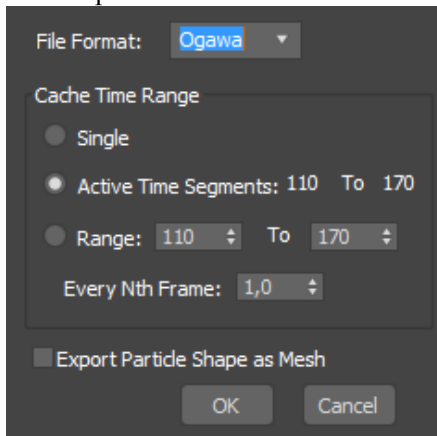 File Format: Ogawa
Cache Time Range
Single
Active Time Segments: 110 To 170
Range: 110 To 170
Every Nth Frame: 1,0
Export Particle Shape as Mesh
OK Cancel